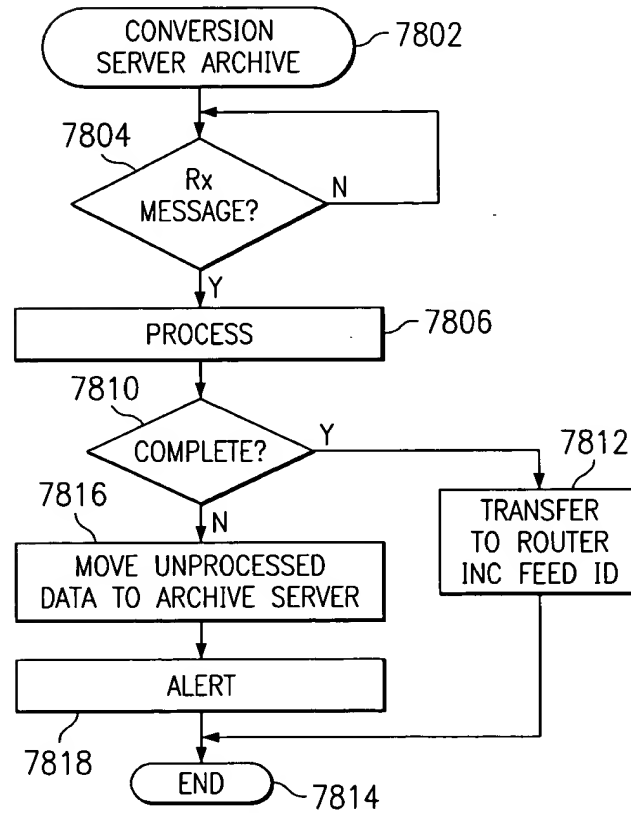 CONVERSION
SERVER ARCHIVE
7802
7804
Rx
MESSAGE?
N
Y
PROCESS
7806
7810
COMPLETE?
Y
7812
N
TRANSFER
TO ROUTER
INC FEED ID
7816
MOVE UNPROCESSED
DATA TO ARCHIVE SERVER
ALERT
7818
END
7814